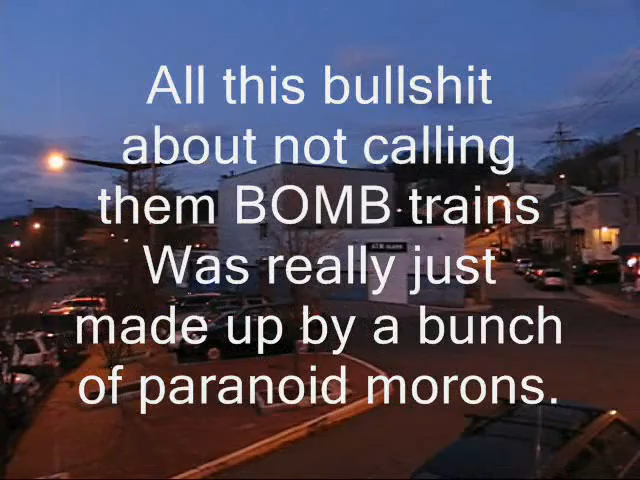 All this bullshit
about not calling
them BOMB trains
Was really just
made up by a bunch
of paranoid morons.